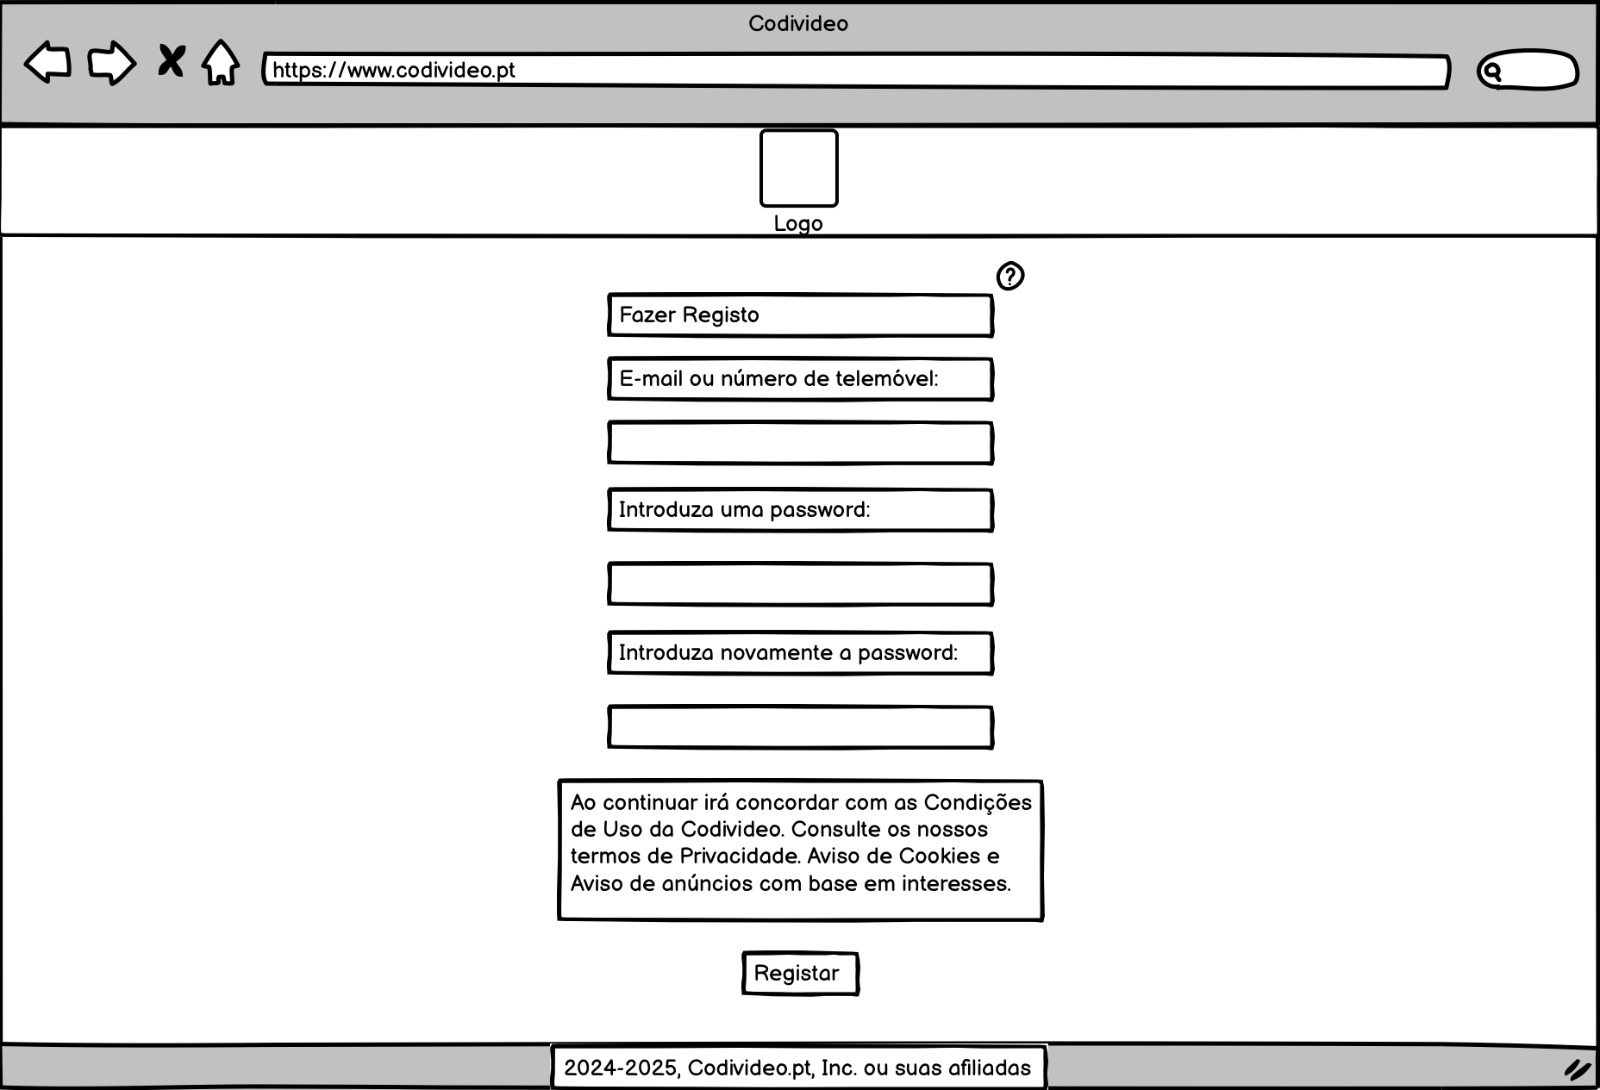 Codivideo
https://www.codivideo.pt
Logo
?
Fazer Registo
E-mail ou número de telemóvel:
Introduza uma password:
Introduza novamente a password:
Ao continuar irá concordar com as Condições
de Uso da Codivideo. Consulte os nossos
termos de Privacidade. Aviso de Cookies e
Aviso de anúncios com base em interesses.
Registar
2024-2025, Codivideo.pt, Inc. ou suas afiliadas